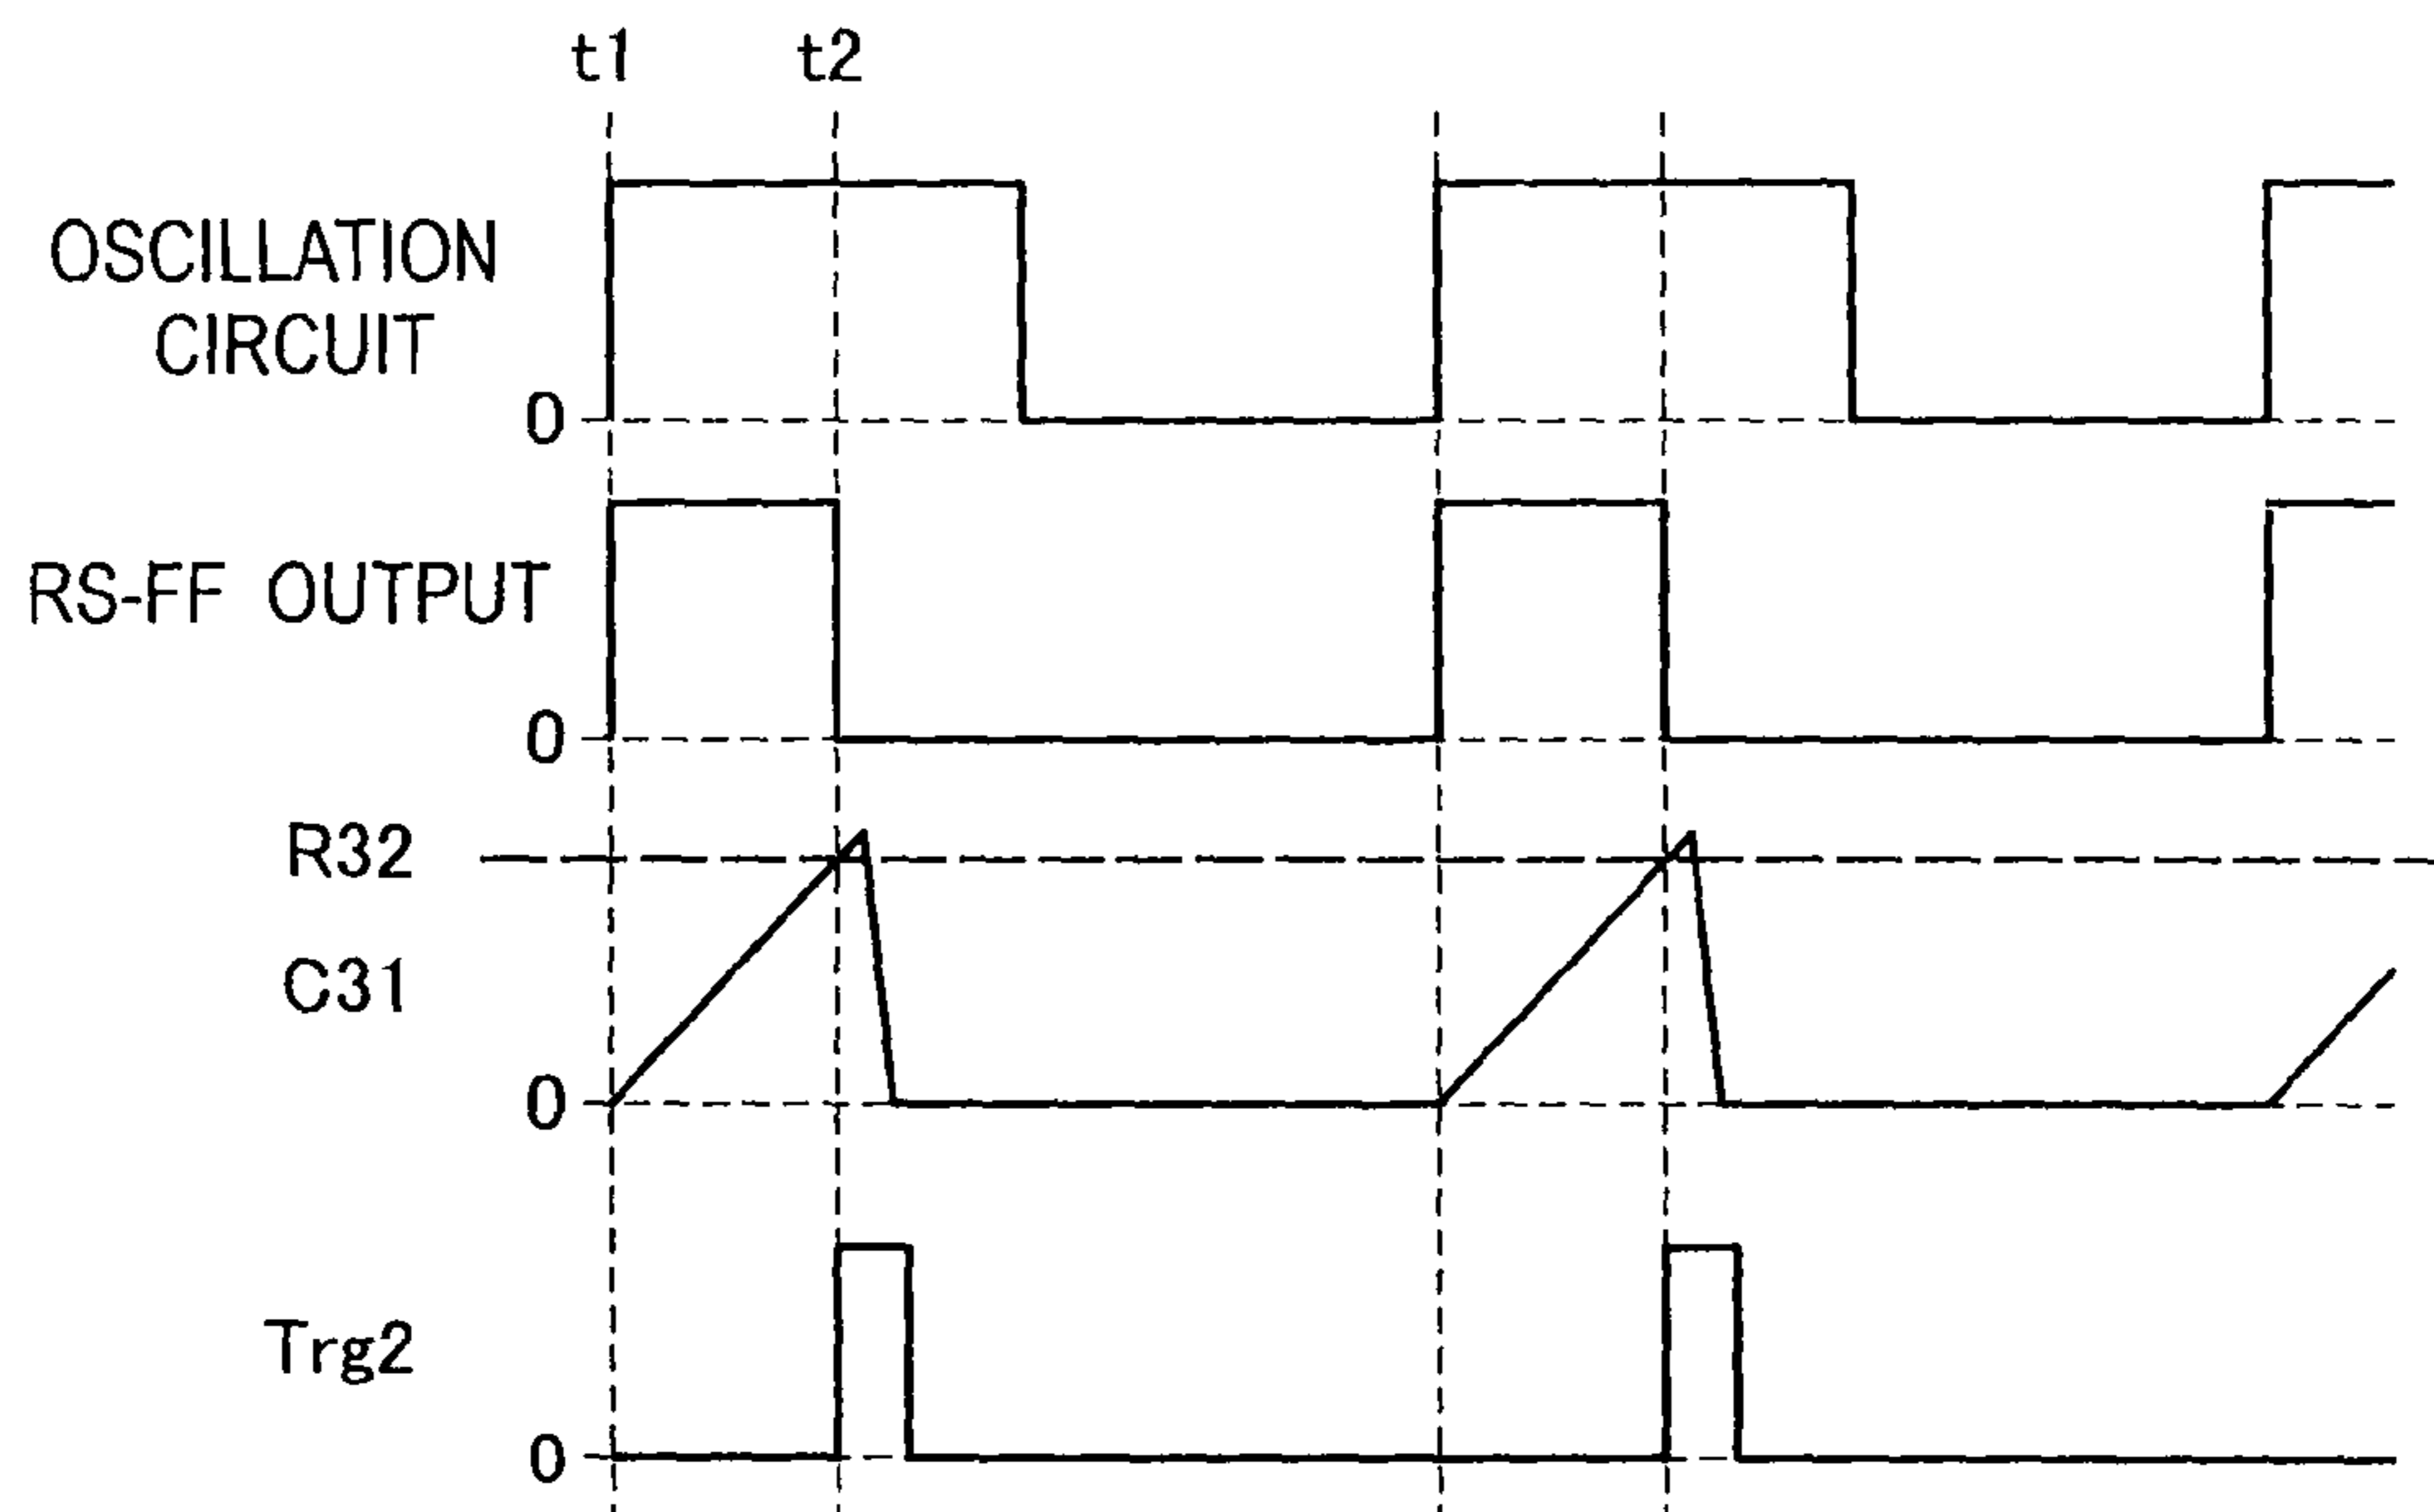 t1 t2
OSCILLATION
CIRCUIT
0
RS-FF OUTPUT
0
R32
C31
0
Trg2
0